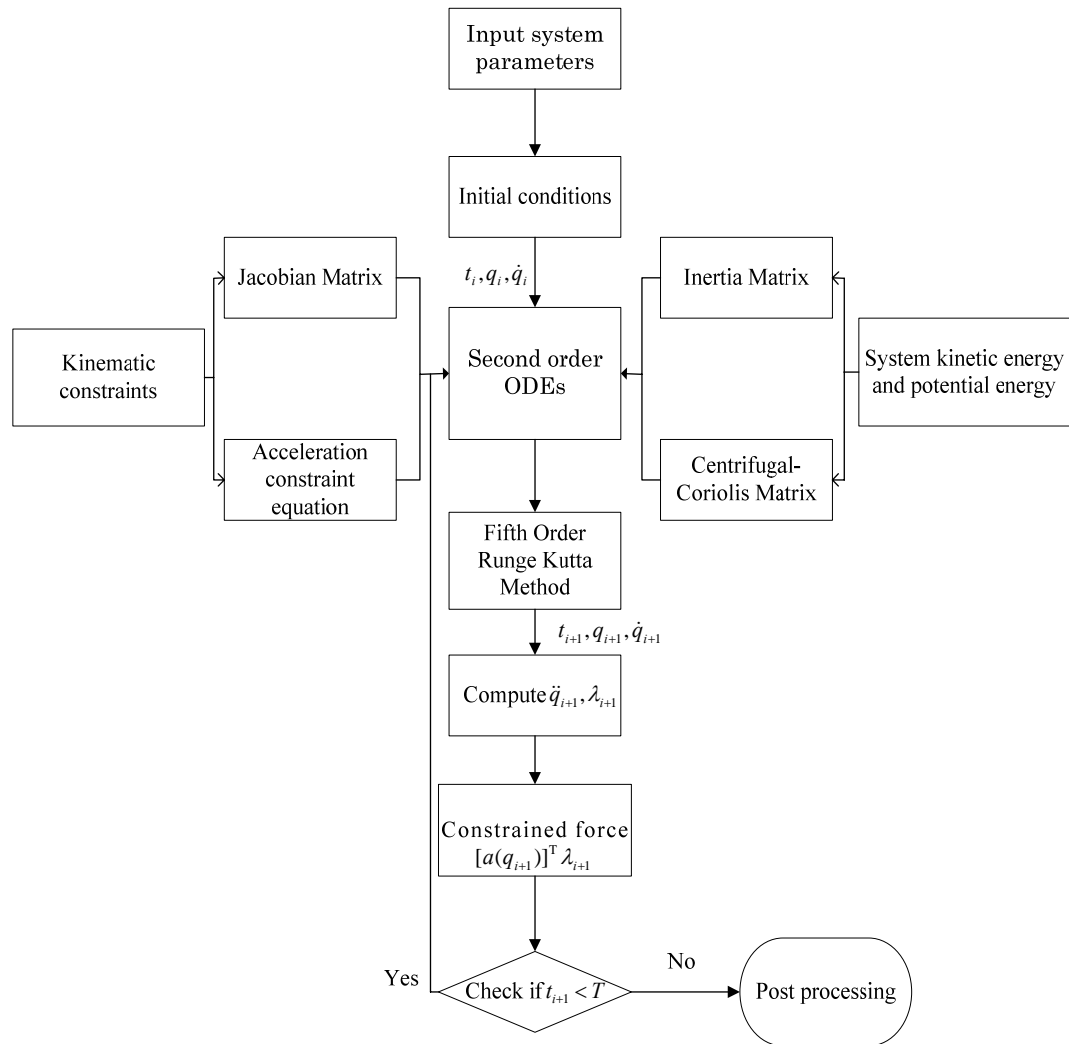 Input system
parameters
Initial conditions
t_i, q_i, q̇_i
Jacobian Matrix
Inertia Matrix
Kinematic
constraints
Second order
ODEs
System kinetic energy
and potential energy
Acceleration
constraint
equation
Centrifugal-
Coriolis Matrix
Fifth Order
Runge Kutta
Method
t_{i+1}, q_{i+1}, q̇_{i+1}
Compute q̈_{i+1}, λ_{i+1}
Constrained force
[a(q_{i+1})]^T λ_{i+1}
Yes
Check if t_{i+1} < T
No
Post processing